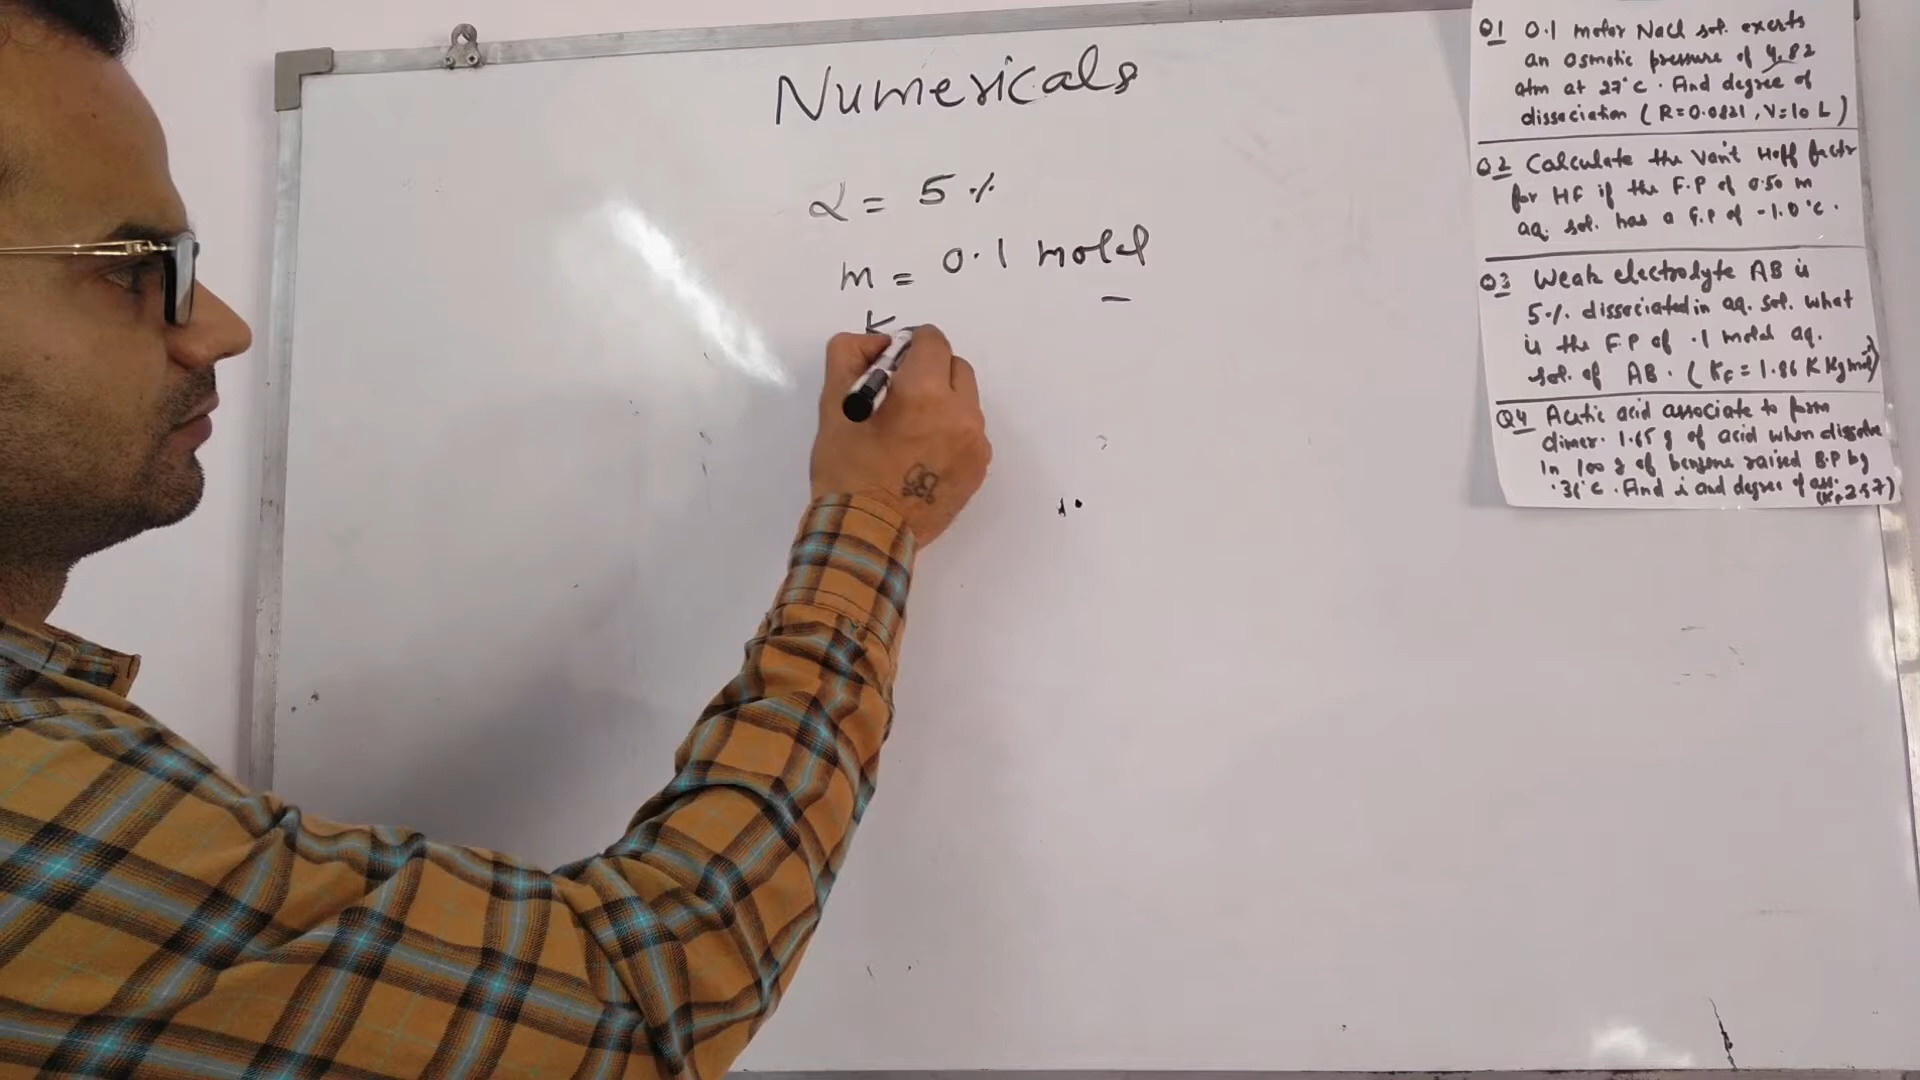 Numericals
α = 5 %
m = 0.1 molal
K
Q1 0.1 molar NaCl sol. exerts
an osmotic pressure of 4.82
atm at 27°C. Find degree of
dissociation (R=0.0821, V=10 L)
Q2 Calculate the Van't Hoff factor
for HF if the F.P of 0.50 m
aq. sol. has a F.P of -1.0°C.
Q3 Weak electrolyte AB is
5% dissociated in aq. sol. what
is the F.P of .1 molal aq.
sol. of AB. (KF = 1.86 K Kg mol⁻¹)
Q4 Acetic acid associate to form
dimer. 1.65 g of acid when dissolve
in 100 g of benzene raised B.P by
.36°C. Find i and degree of ass.